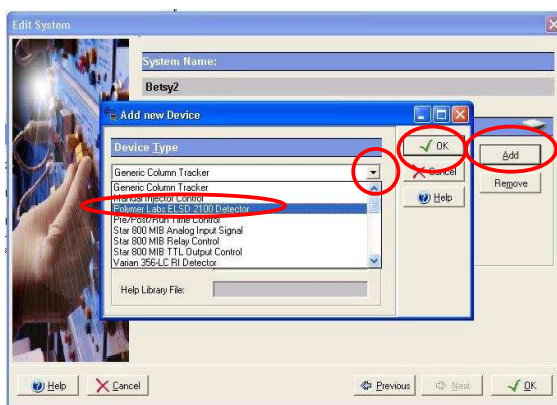 Edit System
System Name:
Betsy2
Add new Device
Device Type
Generic Column Tracker
Generic Column Tracker
Manual Injector Control
Polymer Labs ELSD 2100 Detector
Pre/Post/Run Time Control
Star 800 MIB Analog Input Signal
Star 800 MIB Relay Control
Star 800 MIB TTL Output Control
Varian 356-LC RI Detector
Help Library File:
OK
Cancel
Help
Add
Remove
Help
Cancel
Previous
Next
OK